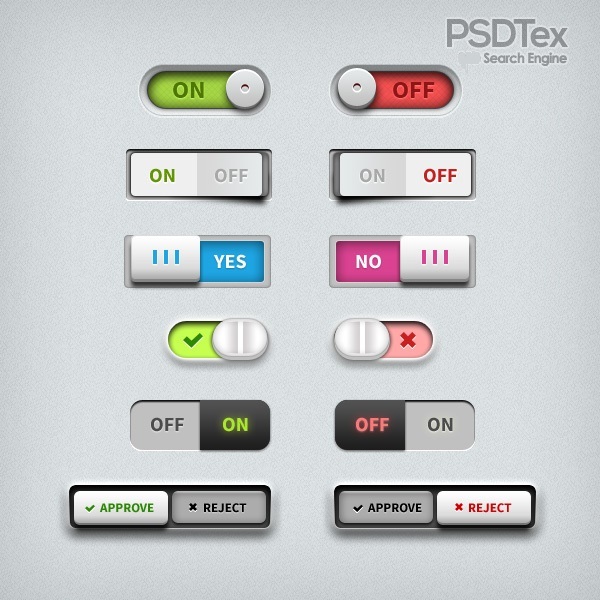 PSDTex
Search Engine
ON
OFF
ON OFF
ON OFF
YES
NO
OFF ON
OFF ON
APPROVE REJECT
APPROVE REJECT